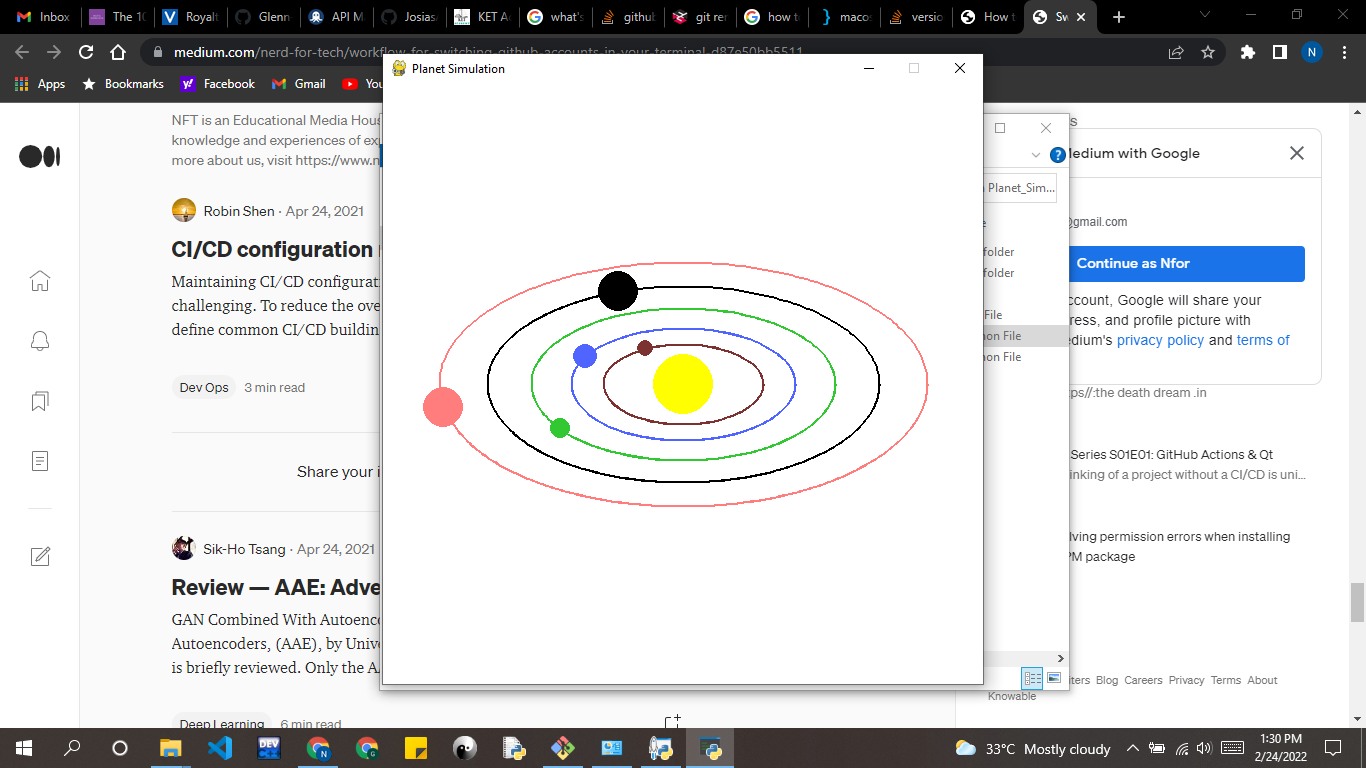 Inbox
The 10
Royalt
Glenn
API M
Josias
KET Ac
what's
github
git rer
how t
macos
versio
How t
Sw
medium.com/nerd-for-tech/workflow-for-switching-github-accounts-in-your-terminal-d87e50bb5511
N
Apps
Bookmarks
Facebook
Gmail
You
Planet Simulation
NFT is an Educational Media Hous
knowledge and experiences of ex
more about us, visit https://www.n
Robin Shen · Apr 24, 2021
CI/CD configuration
Maintaining CI/CD configurati
challenging. To reduce the ove
define common CI/CD buildin
Dev Ops
3 min read
Share your i
Sik-Ho Tsang · Apr 24, 2021
Review — AAE: Adve
GAN Combined With Autoenc
Autoencoders, (AAE), by Unive
is briefly reviewed. Only the A
Deep Learning
6 min read
Planet_Sim...
folder
folder
File
on File
on File
Medium with Google
@gmail.com
Continue as Nfor
ccount, Google will share your
ress, and profile picture with
edium's privacy policy and terms of
tps//:the death dream .in
Series S01E01: GitHub Actions & Qt
inking of a project without a CI/CD is uni...
lving permission errors when installing
PM package
iters Blog Careers Privacy Terms About
Knowable
DEV
33°C Mostly cloudy
1:30 PM
2/24/2022